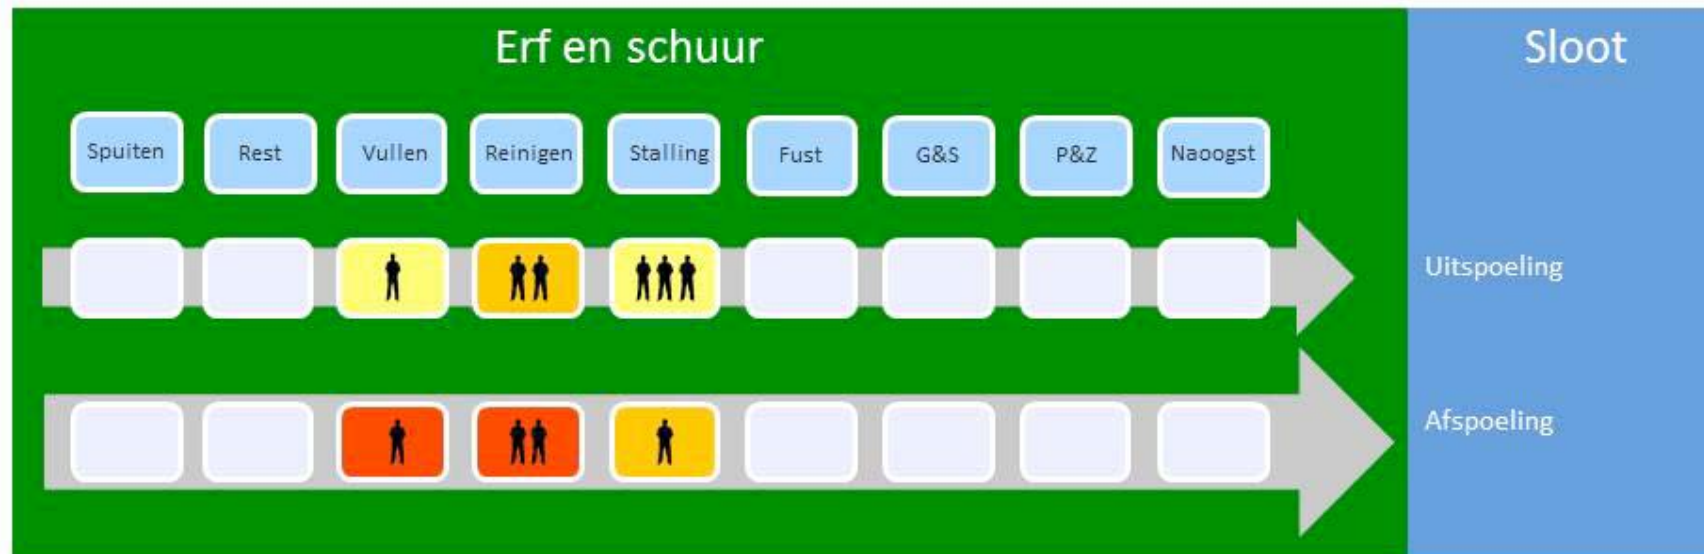 Erf en schuur
Sloot
Spuiten
Rest
Vullen
Reinigen
Stalling
Fust
G&S
P&Z
Naoogst
Uitspoeling
Afspoeling